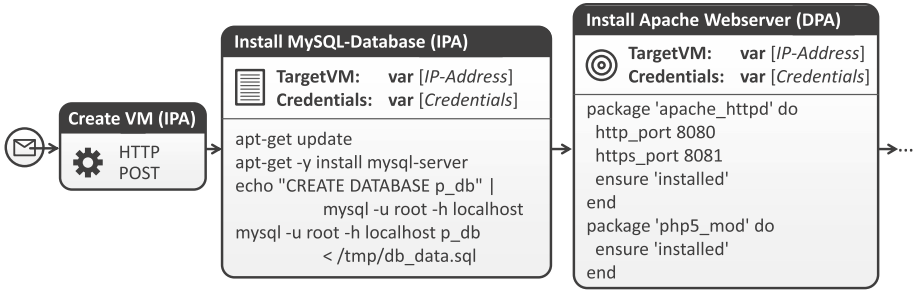 Create VM (IPA)
HTTP
POST
Install MySQL-Database (IPA)
TargetVM: var [IP-Address]
Credentials: var [Credentials]
apt-get update
apt-get -y install mysql-server
echo "CREATE DATABASE p_db" |
mysql -u root -h localhost
mysql -u root -h localhost p_db
< /tmp/db_data.sql
Install Apache Webserver (DPA)
TargetVM: var [IP-Address]
Credentials: var [Credentials]
package 'apache_httpd' do
http_port 8080
https_port 8081
ensure 'installed'
end
package 'php5_mod' do
ensure 'installed'
end
...